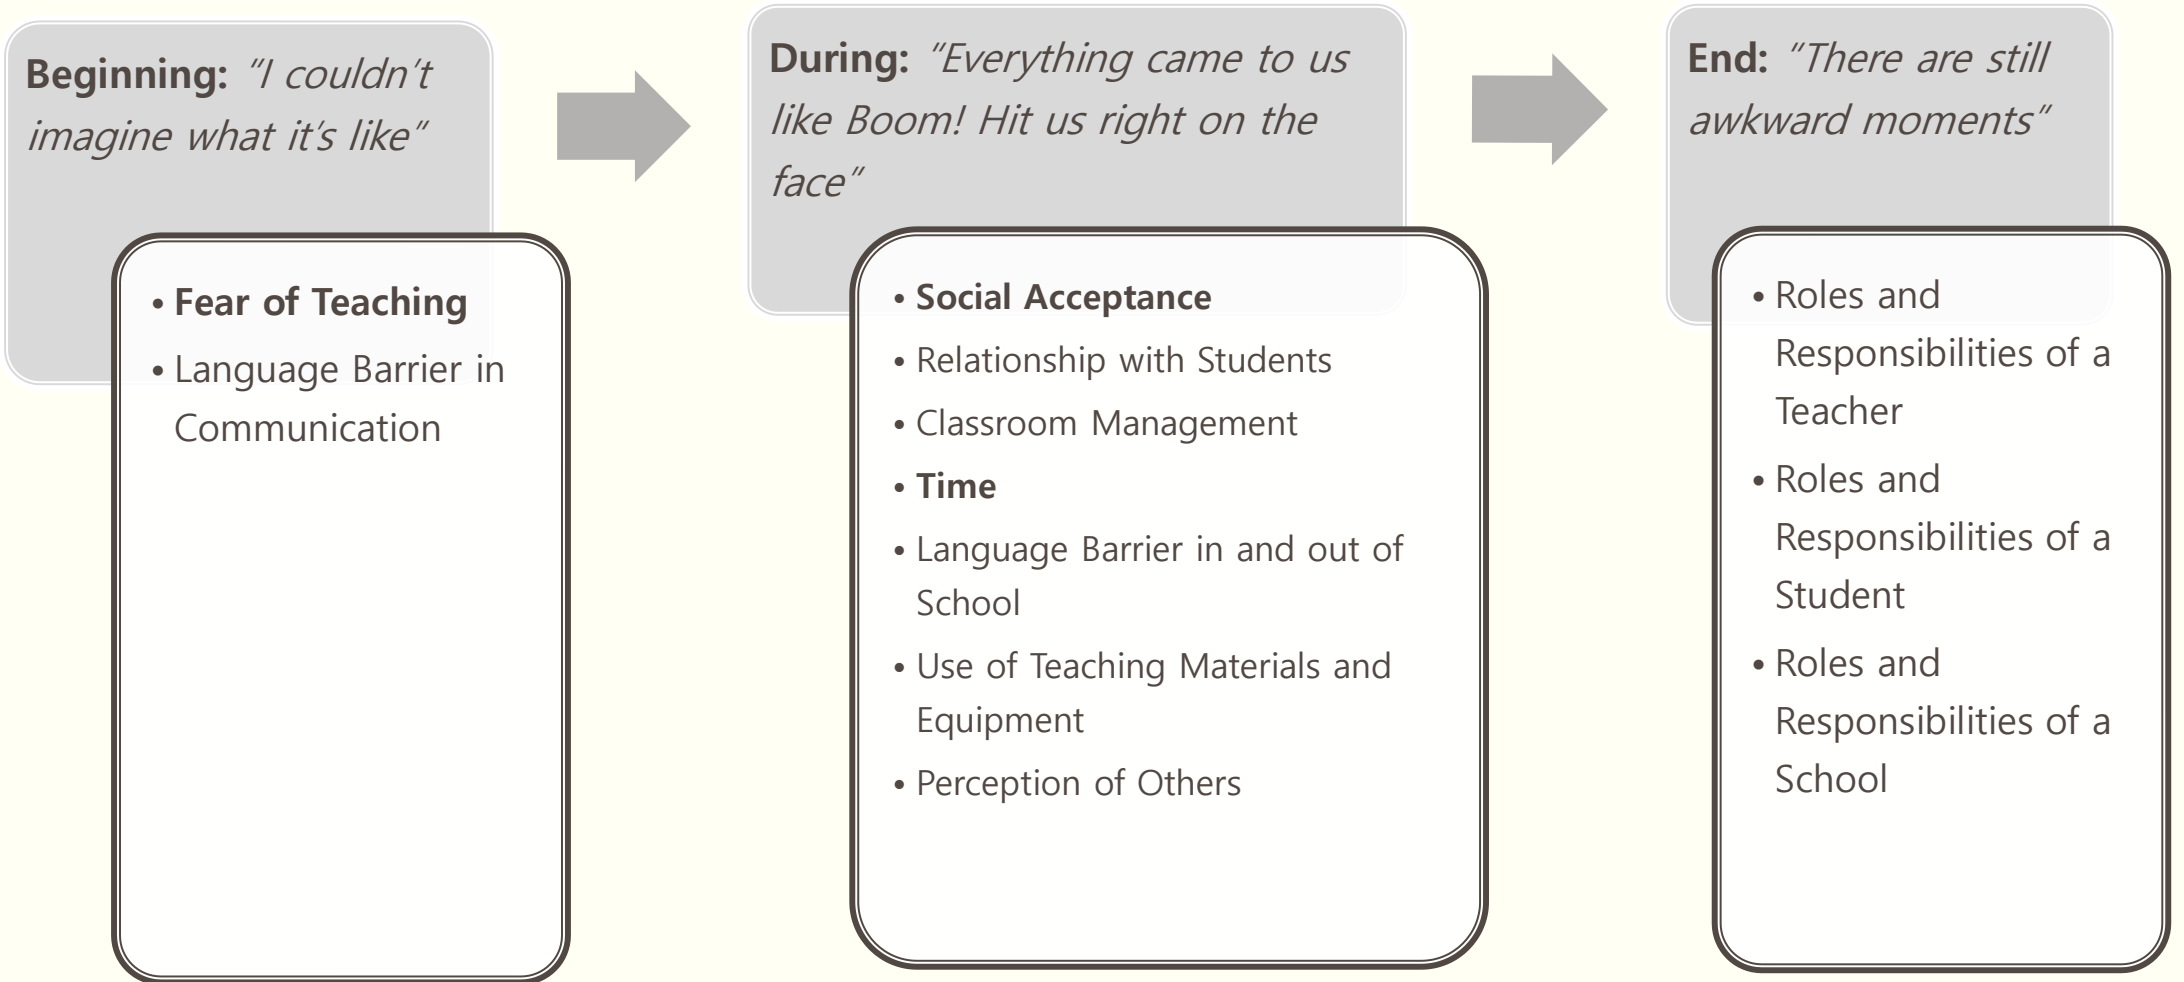 Beginning: "I couldn't
imagine what it's like"
• Fear of Teaching
• Language Barrier in
Communication
During: "Everything came to us
like Boom! Hit us right on the
face"
• Social Acceptance
• Relationship with Students
• Classroom Management
• Time
• Language Barrier in and out of
School
• Use of Teaching Materials and
Equipment
• Perception of Others
End: "There are still
awkward moments"
• Roles and
Responsibilities of a
Teacher
• Roles and
Responsibilities of a
Student
• Roles and
Responsibilities of a
School